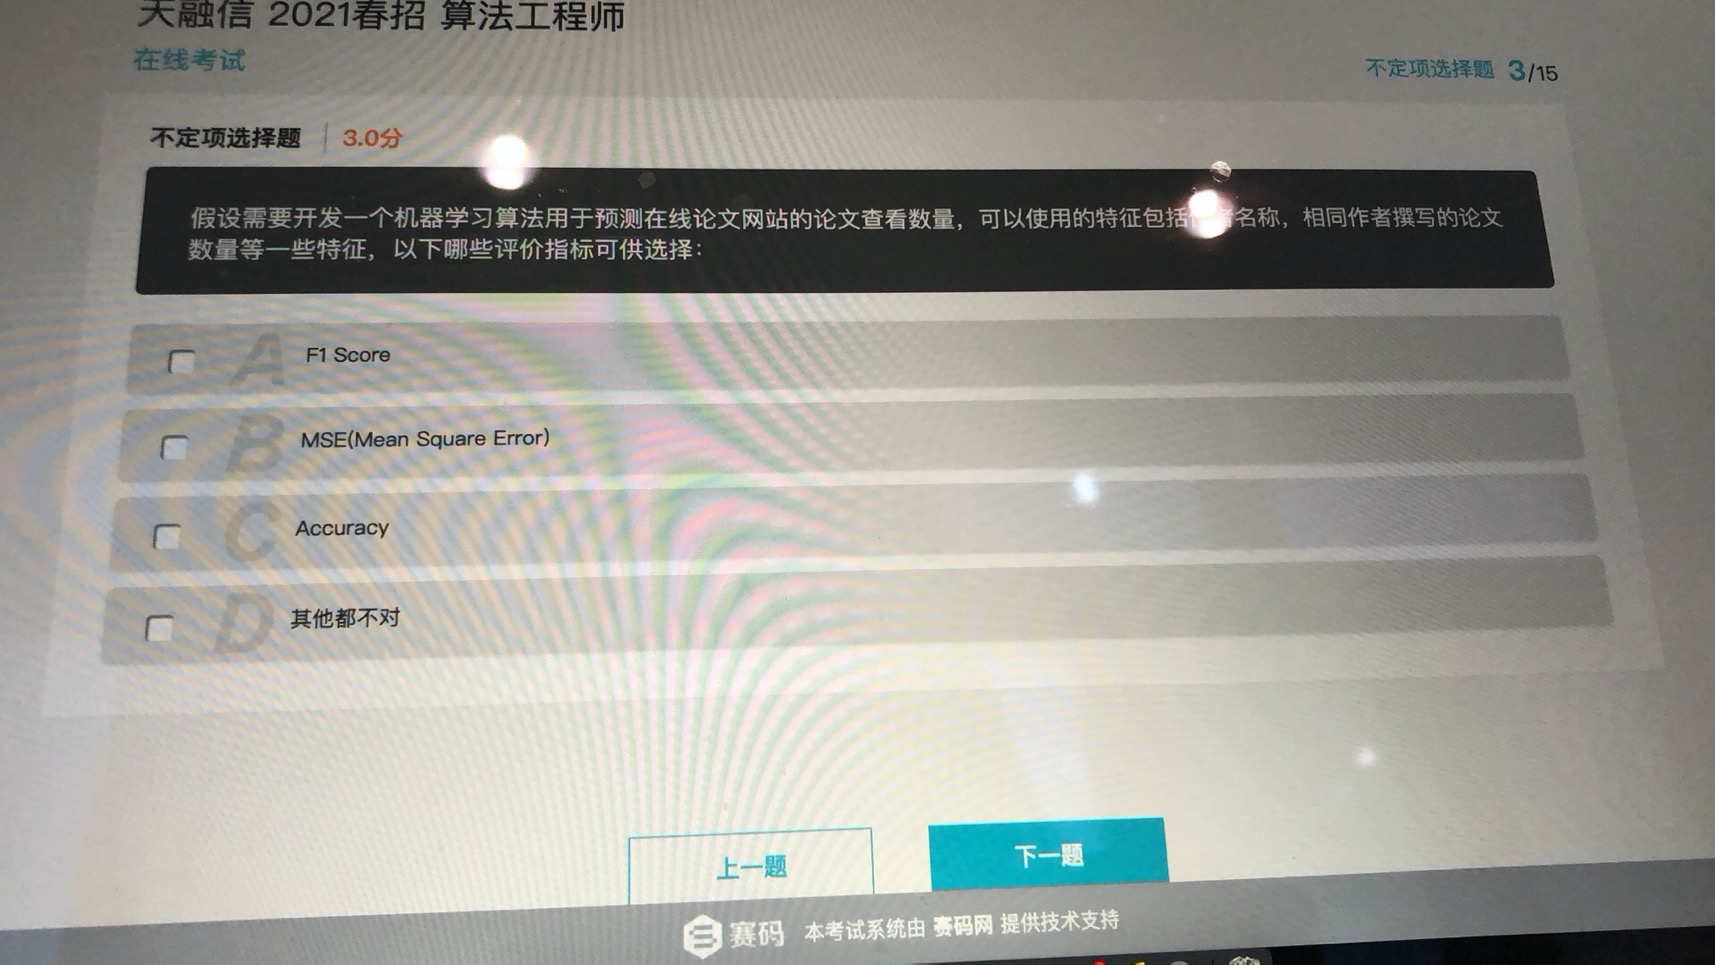 天融信 2021春招 算法工程师
在线考试
不定项选择题 3/15
不定项选择题 3.0分
假设需要开发一个机器学习算法用于预测在线论文网站的论文查看数量，可以使用的特征包括 者名称，相同作者撰写的论文
数量等一些特征，以下哪些评价指标可供选择：
A F1 Score
B MSE(Mean Square Error)
C Accuracy
D 其他都不对
上一题 下一题
赛码 本考试系统由 赛码网 提供技术支持